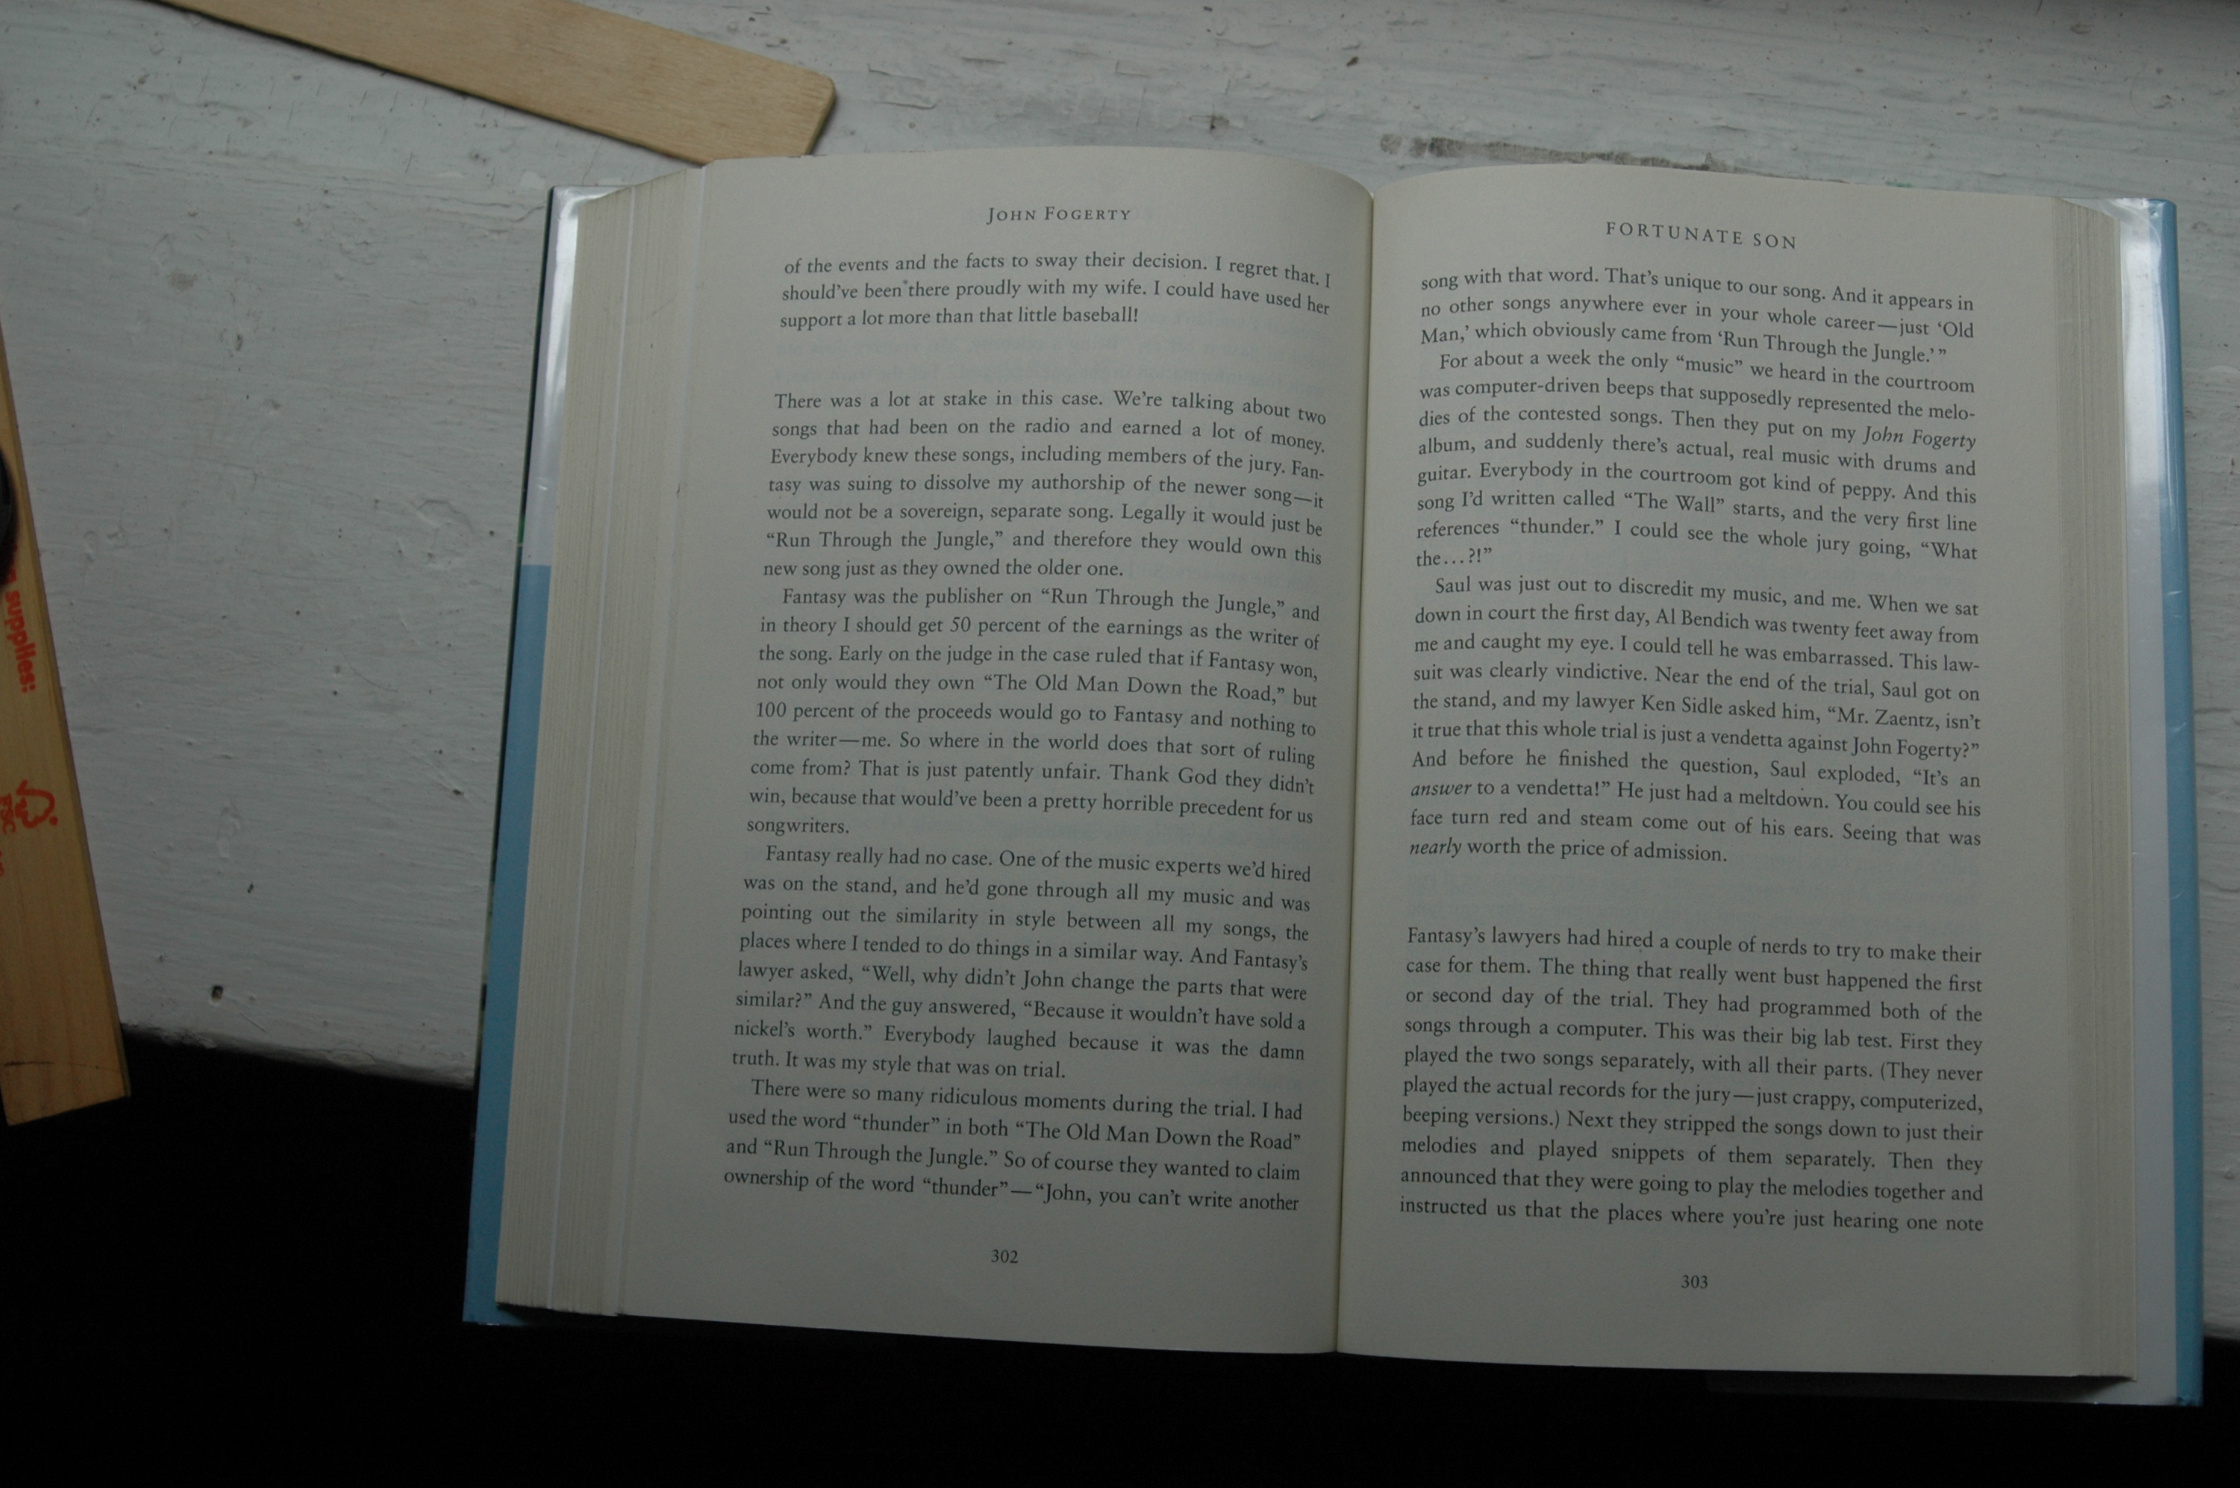 supplies:
FSC
JOHN FOGERTY
of the events and the facts to sway their decision. I regret that. I
should've been there proudly with my wife. I could have used her
support a lot more than that little baseball!
There was a lot at stake in this case. We're talking about two
songs that had been on the radio and earned a lot of money.
Everybody knew these songs, including members of the jury. Fan-
tasy was suing to dissolve my authorship of the newer song—it
would not be a sovereign, separate song. Legally it would just be
“Run Through the Jungle,” and therefore they would own this
new song just as they owned the older one.
Fantasy was the publisher on “Run Through the Jungle,” and
in theory I should get 50 percent of the earnings as the writer of
the song. Early on the judge in the case ruled that if Fantasy won,
not only would they own “The Old Man Down the Road,” but
100 percent of the proceeds would go to Fantasy and nothing to
the writer—me. So where in the world does that sort of ruling
come from? That is just patently unfair. Thank God they didn't
win, because that would've been a pretty horrible precedent for us
songwriters.
Fantasy really had no case. One of the music experts we'd hired
was on the stand, and he'd gone through all my music and was
pointing out the similarity in style between all my songs, the
places where I tended to do things in a similar way. And Fantasy's
lawyer asked, “Well, why didn't John change the parts that were
similar?” And the guy answered, “Because it wouldn't have sold a
nickel's worth.” Everybody laughed because it was the damn
truth. It was my style that was on trial.
There were so many ridiculous moments during the trial. I had
used the word “thunder” in both “The Old Man Down the Road”
and “Run Through the Jungle.” So of course they wanted to claim
ownership of the word “thunder”—“John, you can't write another
302
FORTUNATE SON
song with that word. That's unique to our song. And it appears in
no other songs anywhere ever in your whole career—just ‘Old
Man,’ which obviously came from ‘Run Through the Jungle.’”
For about a week the only “music” we heard in the courtroom
was computer-driven beeps that supposedly represented the melo-
dies of the contested songs. Then they put on my John Fogerty
album, and suddenly there's actual, real music with drums and
guitar. Everybody in the courtroom got kind of peppy. And this
song I'd written called “The Wall” starts, and the very first line
references “thunder.” I could see the whole jury going, “What
the...?!”
Saul was just out to discredit my music, and me. When we sat
down in court the first day, Al Bendich was twenty feet away from
me and caught my eye. I could tell he was embarrassed. This law-
suit was clearly vindictive. Near the end of the trial, Saul got on
the stand, and my lawyer Ken Sidle asked him, “Mr. Zaentz, isn't
it true that this whole trial is just a vendetta against John Fogerty?”
And before he finished the question, Saul exploded, “It's an
answer to a vendetta!” He just had a meltdown. You could see his
face turn red and steam come out of his ears. Seeing that was
nearly worth the price of admission.
Fantasy's lawyers had hired a couple of nerds to try to make their
case for them. The thing that really went bust happened the first
or second day of the trial. They had programmed both of the
songs through a computer. This was their big lab test. First they
played the two songs separately, with all their parts. (They never
played the actual records for the jury—just crappy, computerized,
beeping versions.) Next they stripped the songs down to just their
melodies and played snippets of them separately. Then they
announced that they were going to play the melodies together and
instructed us that the places where you're just hearing one note
303